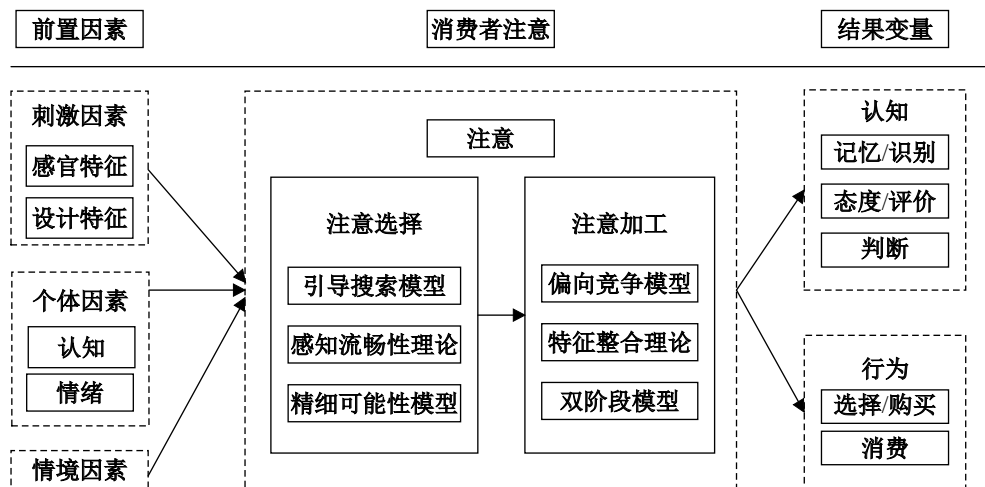 前置因素
消费者注意
结果变量
刺激因素
感官特征
设计特征
个体因素
认知
情绪
情境因素
注意
注意选择
引导搜索模型
感知流畅性理论
精细可能性模型
注意加工
偏向竞争模型
特征整合理论
双阶段模型
认知
记忆/识别
态度/评价
判断
行为
选择/购买
消费